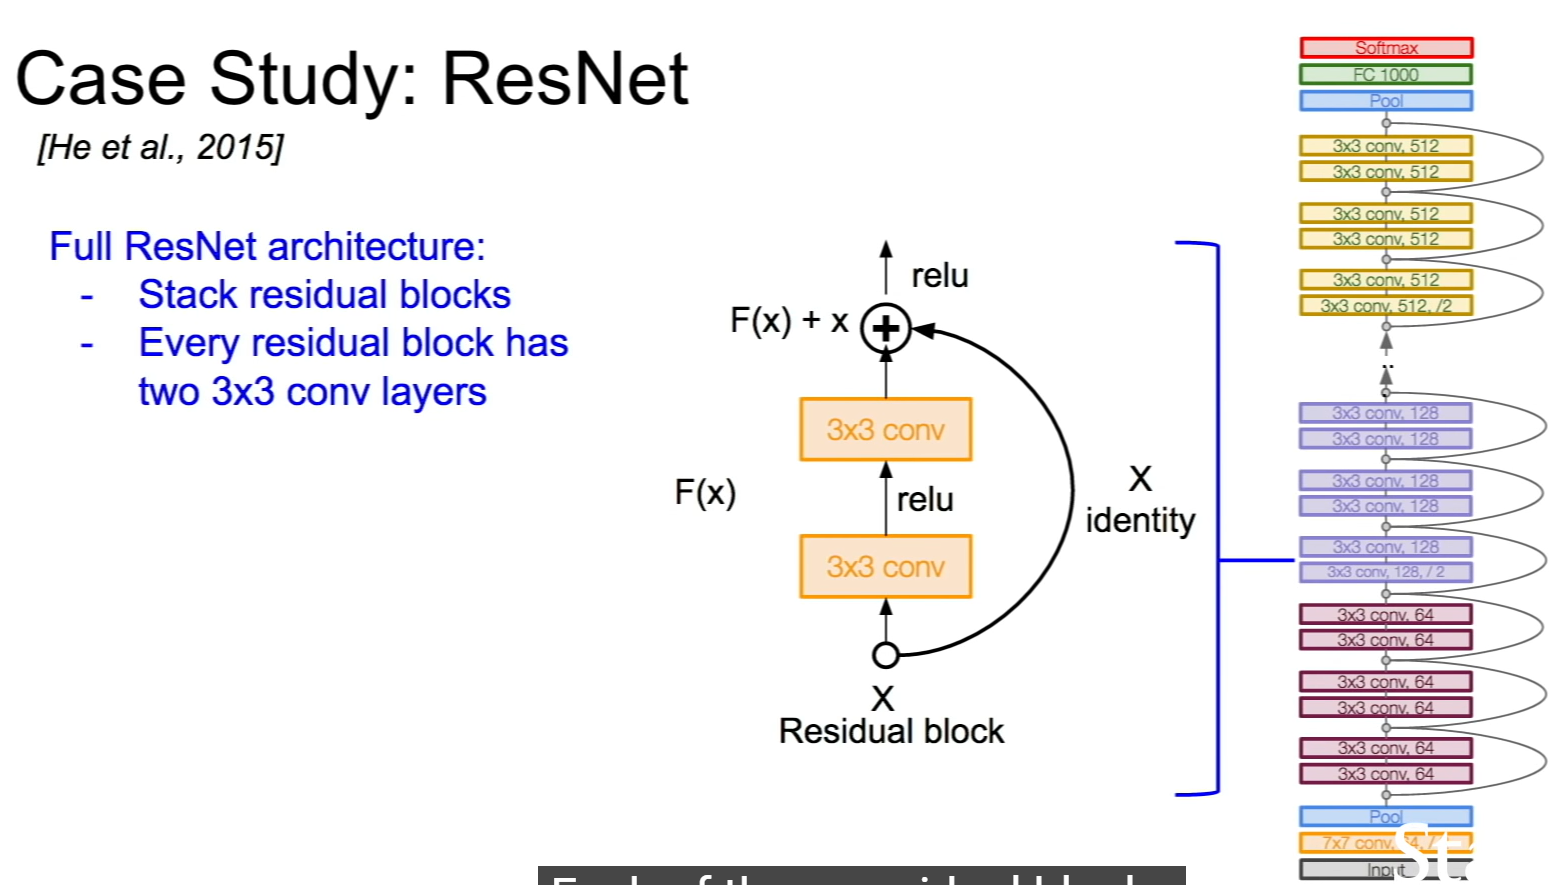 Case Study: ResNet
[He et al., 2015]
Full ResNet architecture:
- Stack residual blocks
- Every residual block has
two 3x3 conv layers
relu
F(x) + x
3x3 conv
F(x)
relu
X
identity
3x3 conv
X
Residual block
Softmax
FC 1000
Pool
3x3 conv, 512
3x3 conv, 512
3x3 conv, 512
3x3 conv, 512
3x3 conv, 512
3x3 conv, 512, /2
..
3x3 conv, 128
3x3 conv, 128
3x3 conv, 128
3x3 conv, 128
3x3 conv, 128
3x3 conv, 128, / 2
3x3 conv, 64
3x3 conv, 64
3x3 conv, 64
3x3 conv, 64
3x3 conv, 64
3x3 conv, 64
Pool
7x7 conv,
Input